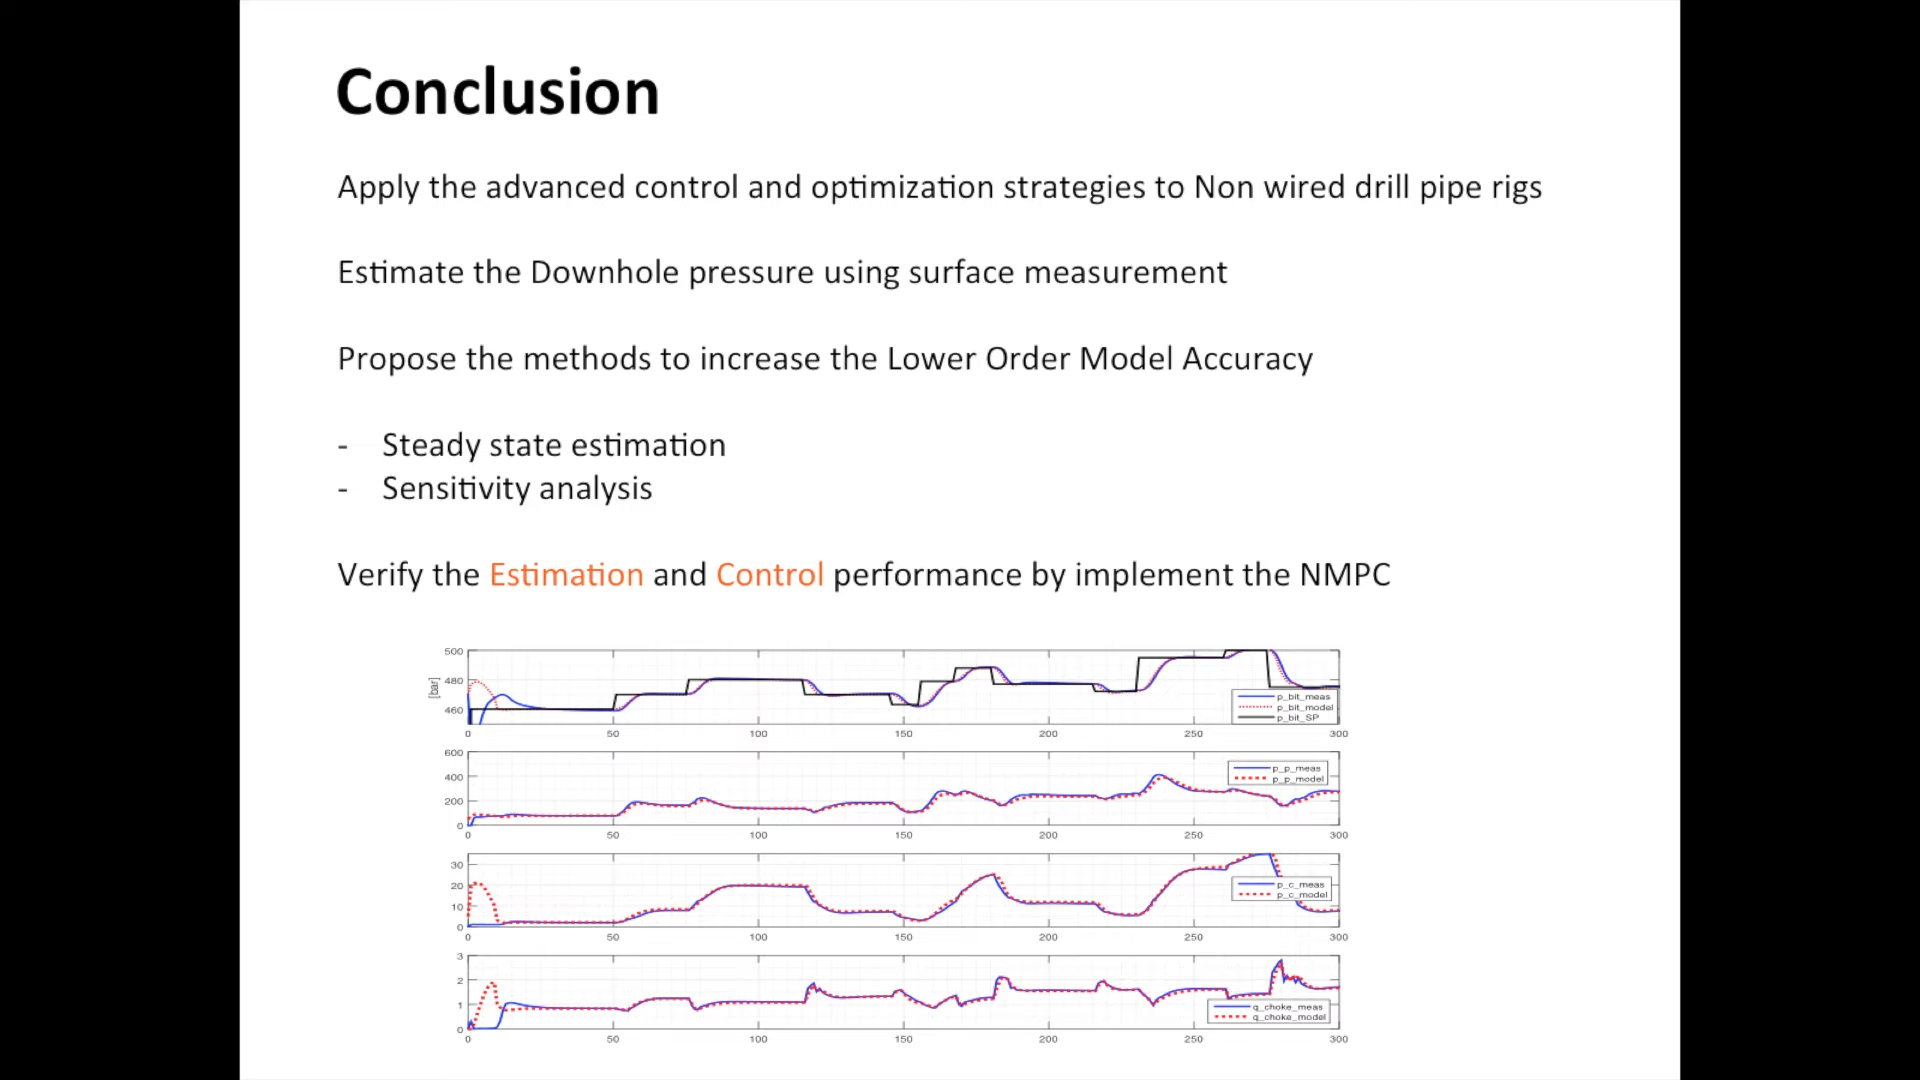 Conclusion
Apply the advanced control and optimization strategies to Non wired drill pipe rigs
Estimate the Downhole pressure using surface measurement
Propose the methods to increase the Lower Order Model Accuracy
- Steady state estimation
- Sensitivity analysis
Verify the Estimation and Control performance by implement the NMPC
[bar]
500
480
460
p_bit_meas
p_bit_model
p_bit_SP
0 50 100 150 200 250 300
600
400
200
0
p_p_meas
p_p_model
0 50 100 150 200 250 300
30
20
10
0
p_c_meas
p_c_model
0 50 100 150 200 250 300
3
2
1
0
q_choke_meas
q_choke_model
0 50 100 150 200 250 300